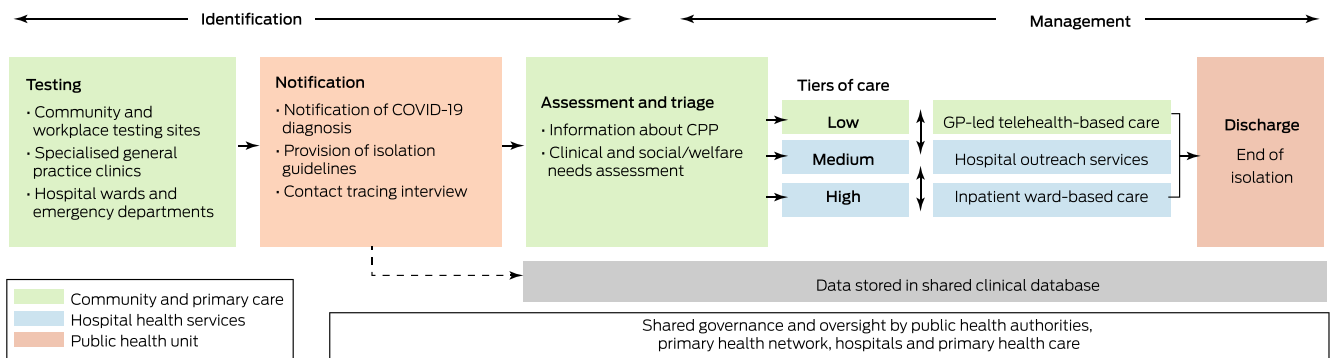 Identification
Management
Testing
· Community and
workplace testing sites
· Specialised general
practice clinics
· Hospital wards and
emergency departments
Notification
· Notification of COVID-19
diagnosis
· Provision of isolation
guidelines
· Contact tracing interview
Assessment and triage
· Information about CPP
· Clinical and social/welfare
needs assessment
Tiers of care
Low
GP-led telehealth-based care
Medium
Hospital outreach services
High
Inpatient ward-based care
Discharge
End of
isolation
Data stored in shared clinical database
Community and primary care
Hospital health services
Public health unit
Shared governance and oversight by public health authorities,
primary health network, hospitals and primary health care